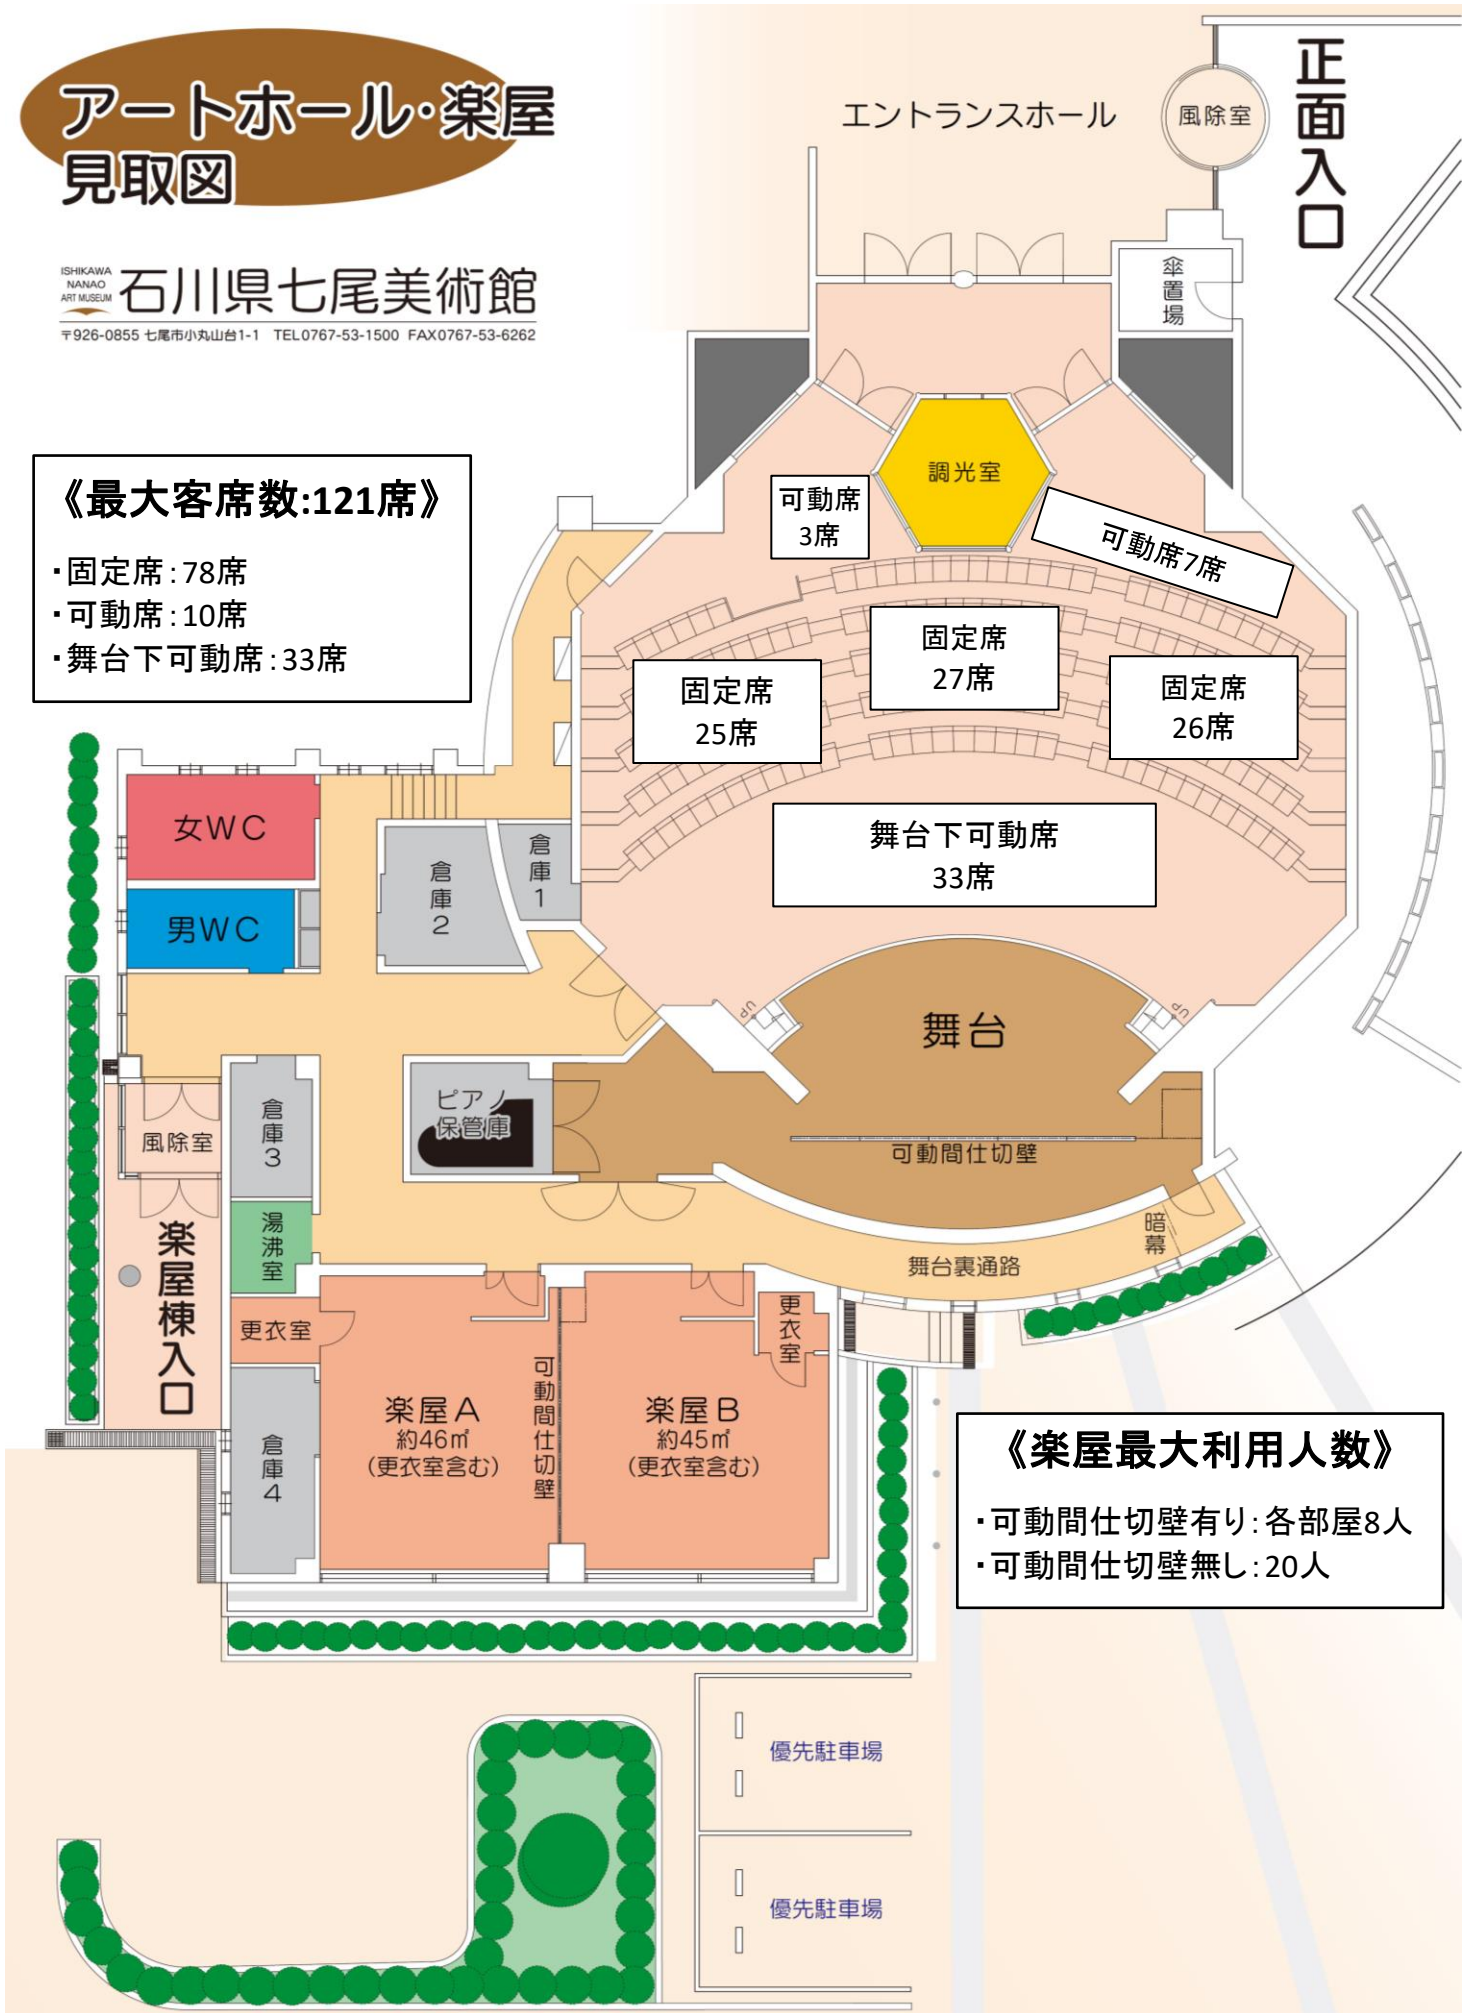 アートホール・楽屋
見取図
ISHIKAWA
NANAO
ART MUSEUM
石川県七尾美術館
〒926-0855 七尾市小丸山台1-1 TEL0767-53-1500 FAX0767-53-6262
エントランスホール
風除室
正面入口
傘置場
調光室
《最大客席数:121席》
・固定席:78席
・可動席:10席
・舞台下可動席:33席
可動席
3席
可動席7席
固定席
25席
固定席
27席
固定席
26席
舞台下可動席
33席
女WC
男WC
倉庫2
倉庫1
UP
UP
舞台
ピアノ
保管庫
可動間仕切壁
倉庫3
風除室
湯沸室
楽屋棟入口
舞台裏通路
暗幕
更衣室
更衣室
可動間仕切壁
楽屋A
約46㎡
(更衣室含む)
楽屋B
約45㎡
(更衣室含む)
倉庫4
《楽屋最大利用人数》
・可動間仕切壁有り:各部屋8人
・可動間仕切壁無し:20人
優先駐車場
優先駐車場